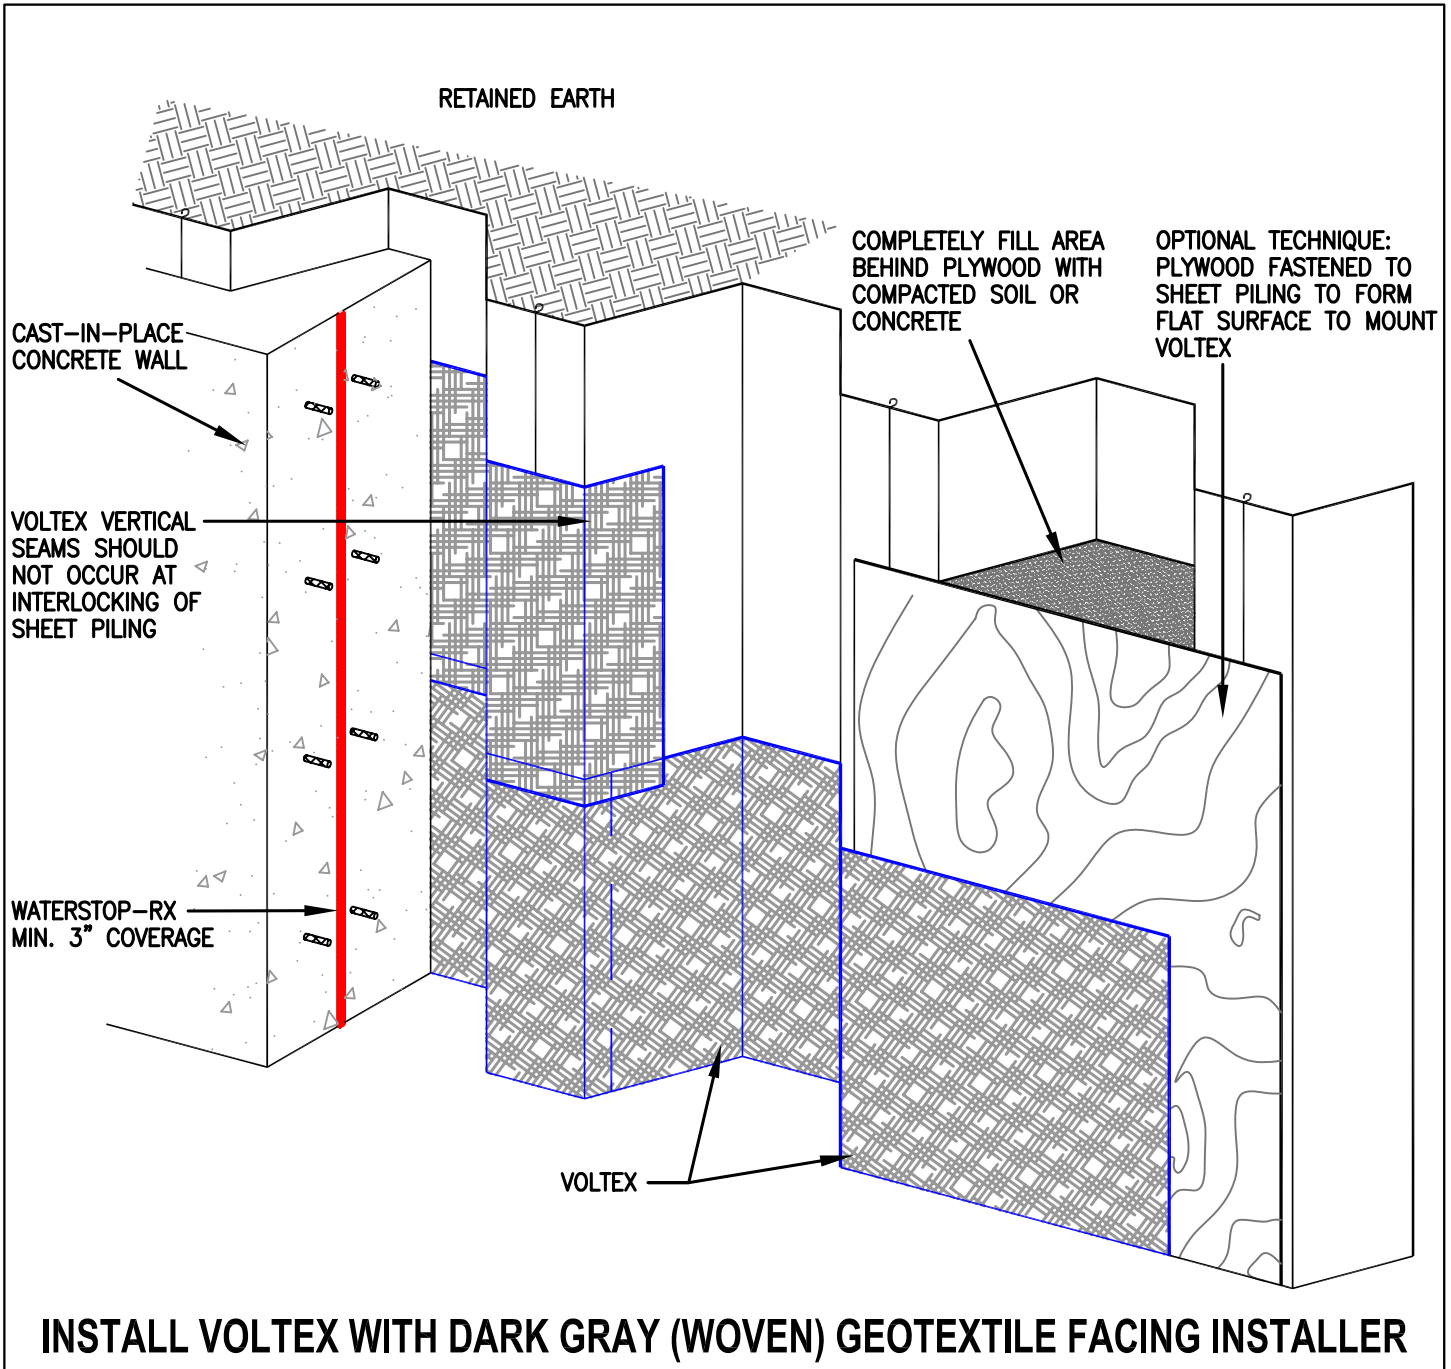 RETAINED EARTH
COMPLETELY FILL AREA
BEHIND PLYWOOD WITH
COMPACTED SOIL OR
CONCRETE
OPTIONAL TECHNIQUE:
PLYWOOD FASTENED TO
SHEET PILING TO FORM
FLAT SURFACE TO MOUNT
VOLTEX
CAST-IN-PLACE
CONCRETE WALL
VOLTEX VERTICAL
SEAMS SHOULD
NOT OCCUR AT
INTERLOCKING OF
SHEET PILING
WATERSTOP-RX
MIN. 3" COVERAGE
VOLTEX
INSTALL VOLTEX WITH DARK GRAY (WOVEN) GEOTEXTILE FACING INSTALLER